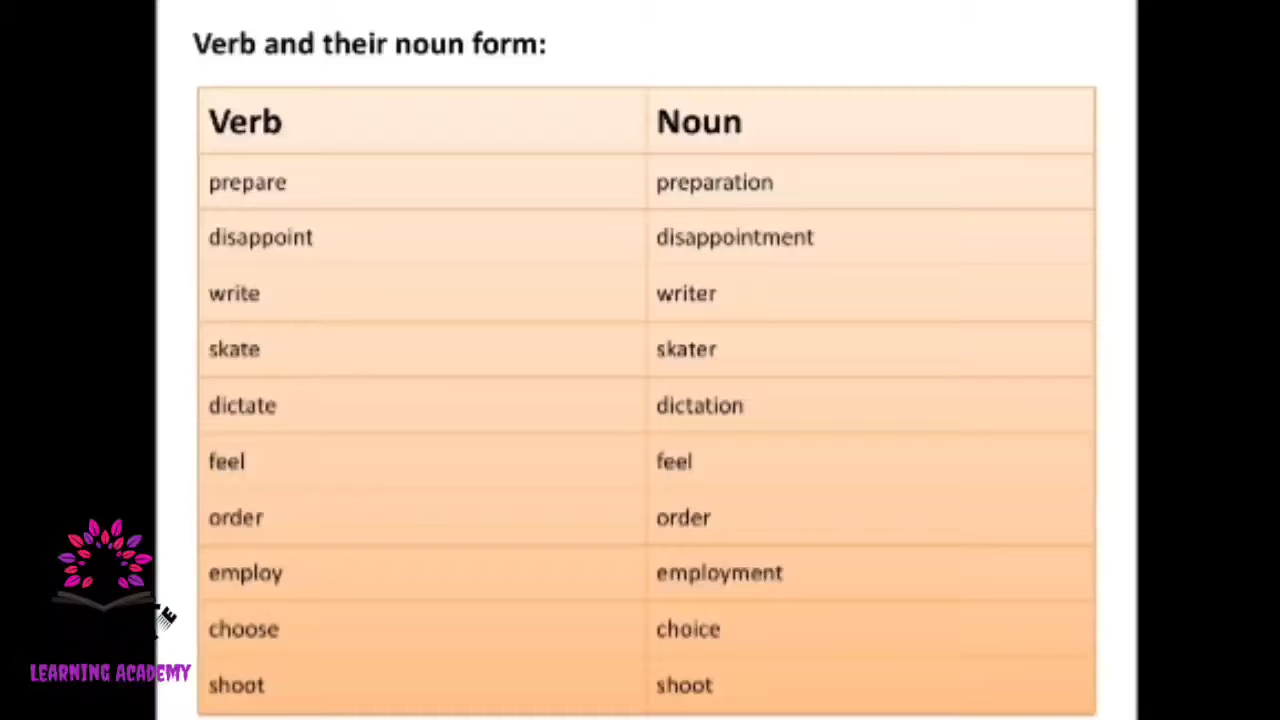 Verb and their noun form:
Verb Noun
prepare preparation
disappoint disappointment
write writer
skate skater
dictate dictation
feel feel
order order
employ employment
choose choice
shoot shoot
LEARNING ACADEMY